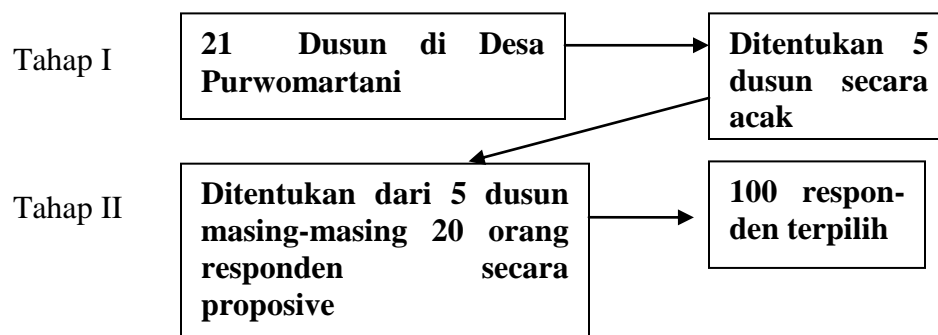 Tahap I
21 Dusun di Desa
Purwomartani
Ditentukan 5
dusun secara
acak
Tahap II
Ditentukan dari 5 dusun
masing-masing 20 orang
responden secara
proposive
100 respon-
den terpilih